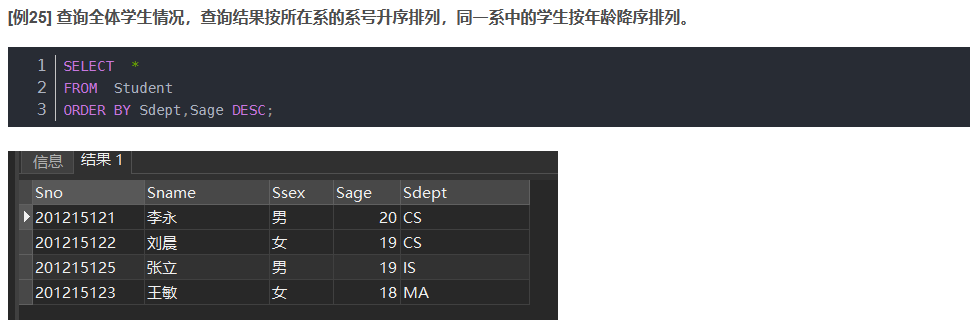 [例25] 查询全体学生情况，查询结果按所在系的系号升序排列，同一系中的学生按年龄降序排列。
1 SELECT  *
2 FROM  Student
3 ORDER BY Sdept,Sage DESC;
信息 结果 1
Sno Sname Ssex Sage Sdept
201215121 李永 男 20 CS
201215122 刘晨 女 19 CS
201215125 张立 男 19 IS
201215123 王敏 女 18 MA